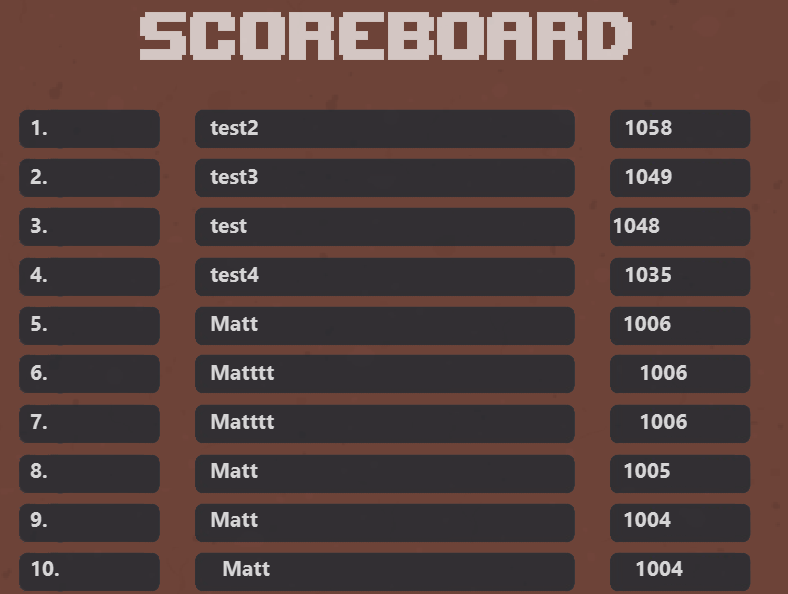 SCOREBOARD
1. test2 1058
2. test3 1049
3. test 1048
4. test4 1035
5. Matt 1006
6. Matttt 1006
7. Matttt 1006
8. Matt 1005
9. Matt 1004
10. Matt 1004